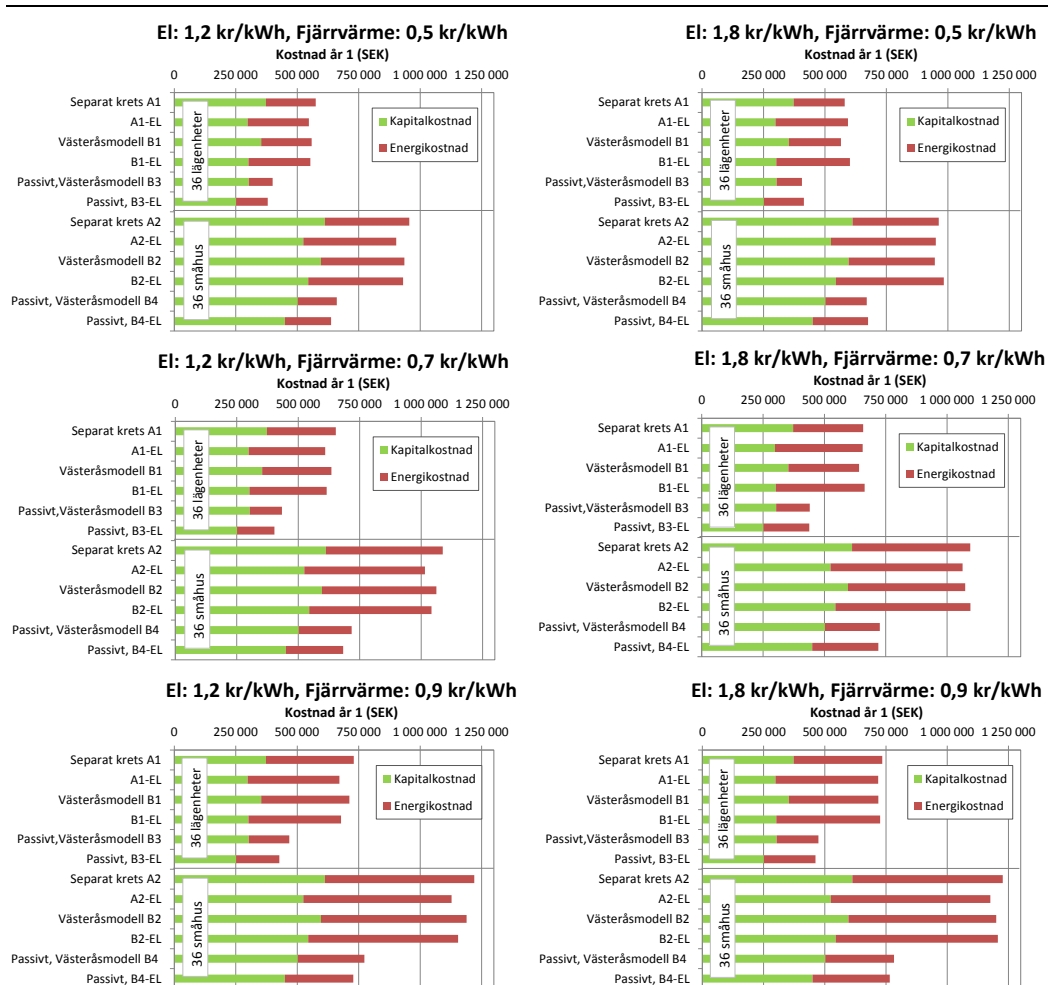 El: 1,2 kr/kWh, Fjärrvärme: 0,5 kr/kWh
Kostnad år 1 (SEK)
0 250 000 500 000 750 000 1 000 000 1 250 000
Separat krets A1
A1-EL
Västeråsmodell B1
B1-EL
Passivt,Västeråsmodell B3
Passivt, B3-EL
Separat krets A2
A2-EL
Västeråsmodell B2
B2-EL
Passivt, Västeråsmodell B4
Passivt, B4-EL
36 lägenheter
36 småhus
Kapitalkostnad
Energikostnad
El: 1,8 kr/kWh, Fjärrvärme: 0,5 kr/kWh
Kostnad år 1 (SEK)
0 250 000 500 000 750 000 1 000 000 1 250 000
Separat krets A1
A1-EL
Västeråsmodell B1
B1-EL
Passivt,Västeråsmodell B3
Passivt, B3-EL
Separat krets A2
A2-EL
Västeråsmodell B2
B2-EL
Passivt, Västeråsmodell B4
Passivt, B4-EL
36 lägenheter
36 småhus
Kapitalkostnad
Energikostnad
El: 1,2 kr/kWh, Fjärrvärme: 0,7 kr/kWh
Kostnad år 1 (SEK)
0 250 000 500 000 750 000 1 000 000 1 250 000
Separat krets A1
A1-EL
Västeråsmodell B1
B1-EL
Passivt,Västeråsmodell B3
Passivt, B3-EL
Separat krets A2
A2-EL
Västeråsmodell B2
B2-EL
Passivt, Västeråsmodell B4
Passivt, B4-EL
36 lägenheter
36 småhus
Kapitalkostnad
Energikostnad
El: 1,8 kr/kWh, Fjärrvärme: 0,7 kr/kWh
Kostnad år 1 (SEK)
0 250 000 500 000 750 000 1 000 000 1 250 000
Separat krets A1
A1-EL
Västeråsmodell B1
B1-EL
Passivt,Västeråsmodell B3
Passivt, B3-EL
Separat krets A2
A2-EL
Västeråsmodell B2
B2-EL
Passivt, Västeråsmodell B4
Passivt, B4-EL
36 lägenheter
36 småhus
Kapitalkostnad
Energikostnad
El: 1,2 kr/kWh, Fjärrvärme: 0,9 kr/kWh
Kostnad år 1 (SEK)
0 250 000 500 000 750 000 1 000 000 1 250 000
Separat krets A1
A1-EL
Västeråsmodell B1
B1-EL
Passivt,Västeråsmodell B3
Passivt, B3-EL
Separat krets A2
A2-EL
Västeråsmodell B2
B2-EL
Passivt, Västeråsmodell B4
Passivt, B4-EL
36 lägenheter
36 småhus
Kapitalkostnad
Energikostnad
El: 1,8 kr/kWh, Fjärrvärme: 0,9 kr/kWh
Kostnad år 1 (SEK)
0 250 000 500 000 750 000 1 000 000 1 250 000
Separat krets A1
A1-EL
Västeråsmodell B1
B1-EL
Passivt,Västeråsmodell B3
Passivt, B3-EL
Separat krets A2
A2-EL
Västeråsmodell B2
B2-EL
Passivt, Västeråsmodell B4
Passivt, B4-EL
36 lägenheter
36 småhus
Kapitalkostnad
Energikostnad